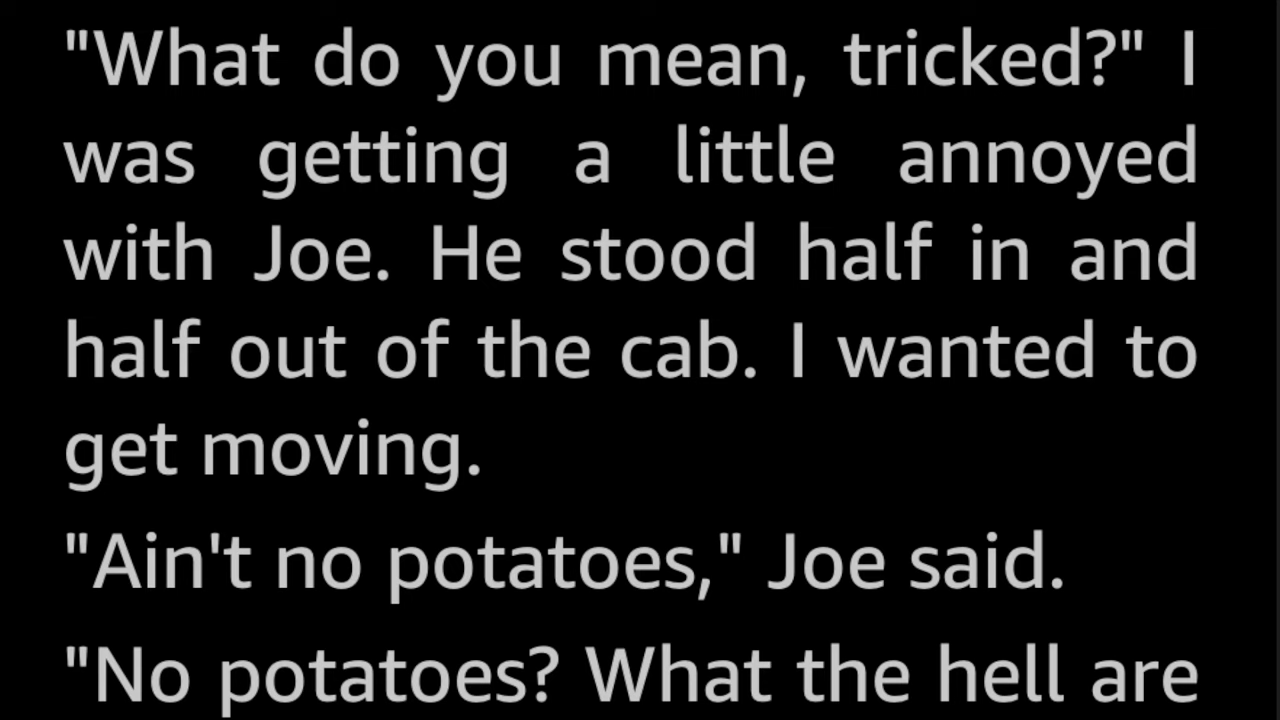 "What do you mean, tricked?" I
was getting a little annoyed
with Joe. He stood half in and
half out of the cab. I wanted to
get moving.
"Ain't no potatoes," Joe said.
"No potatoes? What the hell are